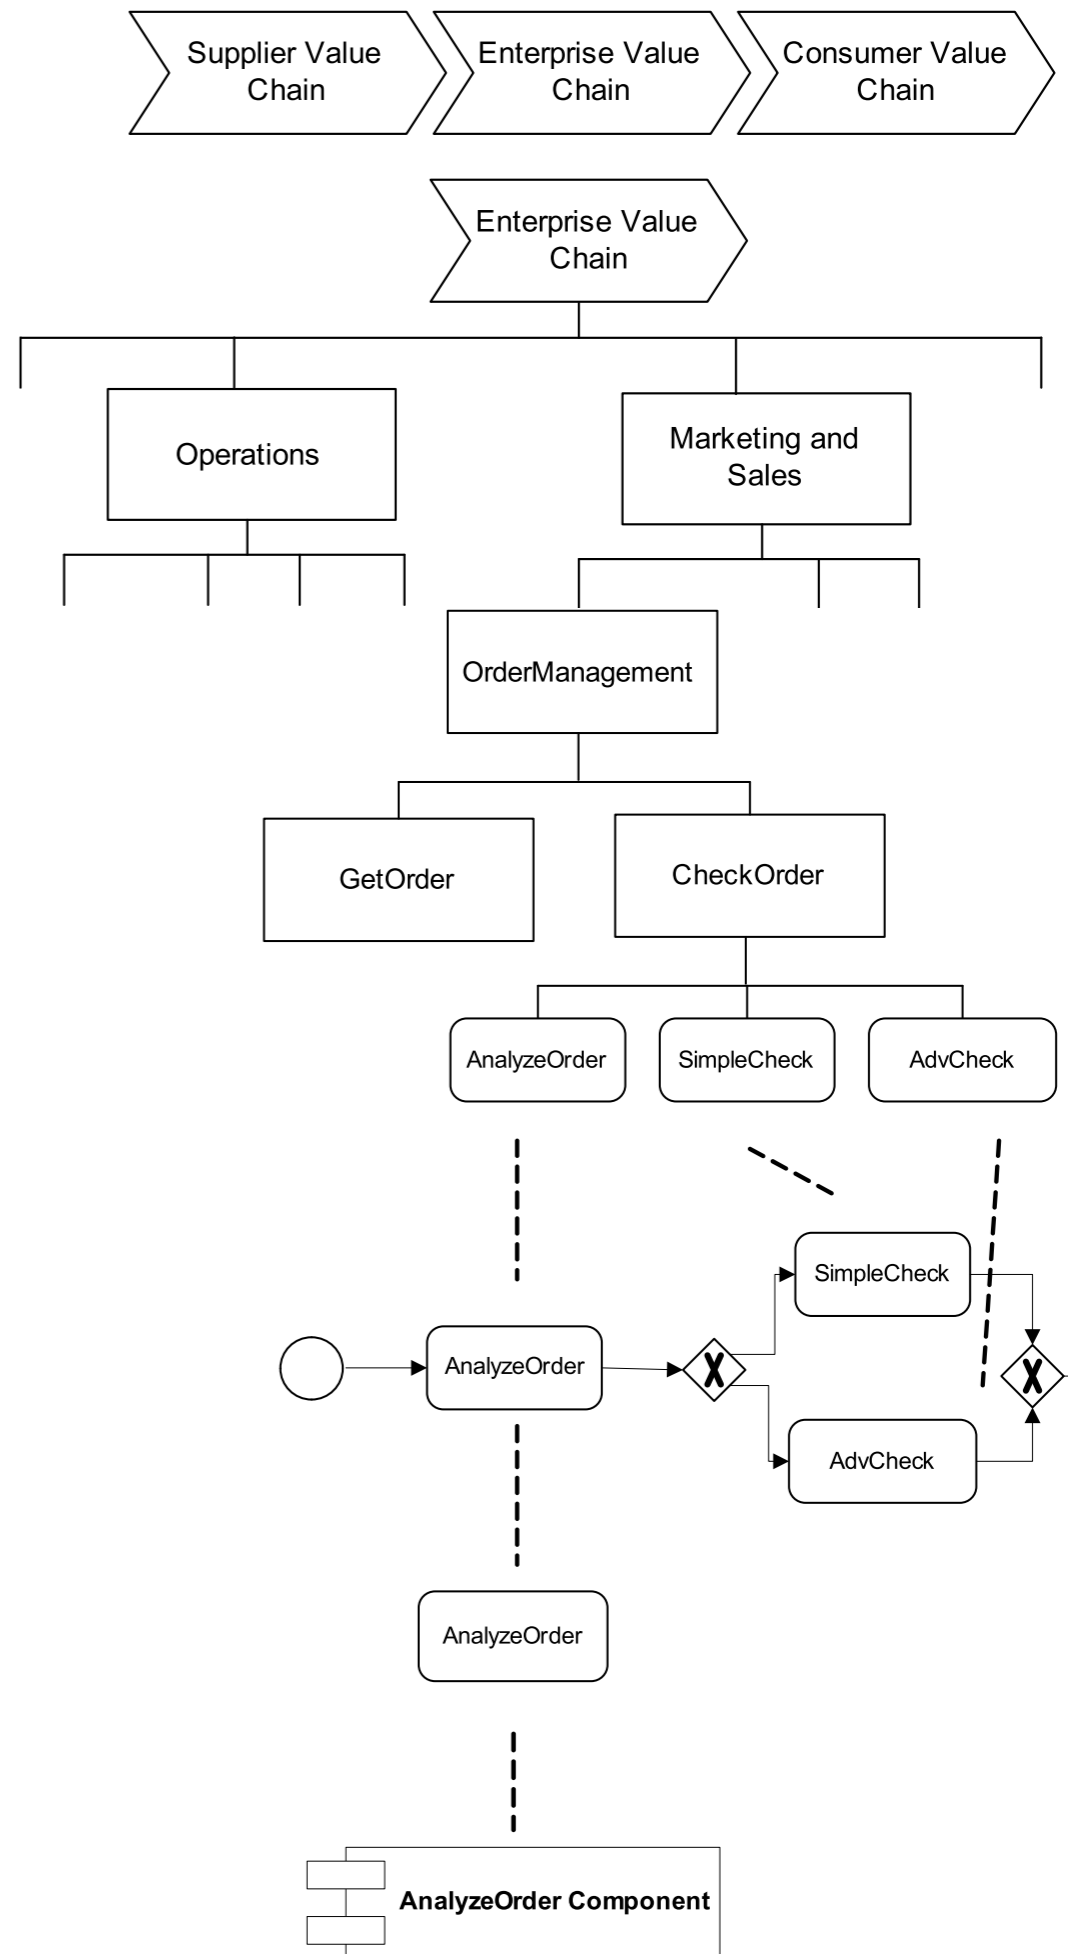 Supplier Value
Chain
Enterprise Value
Chain
Consumer Value
Chain
Enterprise Value
Chain
Operations
Marketing and
Sales
OrderManagement
GetOrder
CheckOrder
AnalyzeOrder
SimpleCheck
AdvCheck
SimpleCheck
AnalyzeOrder
X
X
AdvCheck
AnalyzeOrder
AnalyzeOrder Component